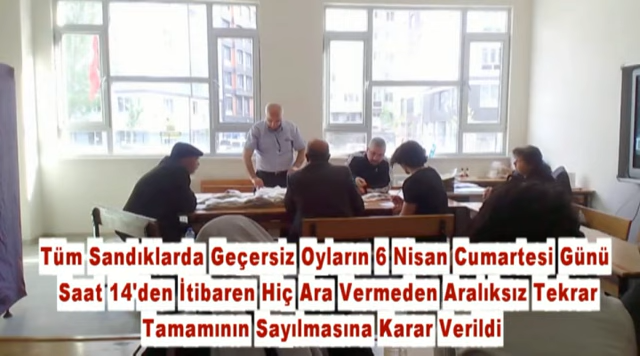 Tüm Sandıklarda Geçersiz Oyların 6 Nisan Cumartesi Günü
Saat 14'den İtibaren Hiç Ara Vermeden Aralıksız Tekrar
Tamamının Sayılmasına Karar Verildi